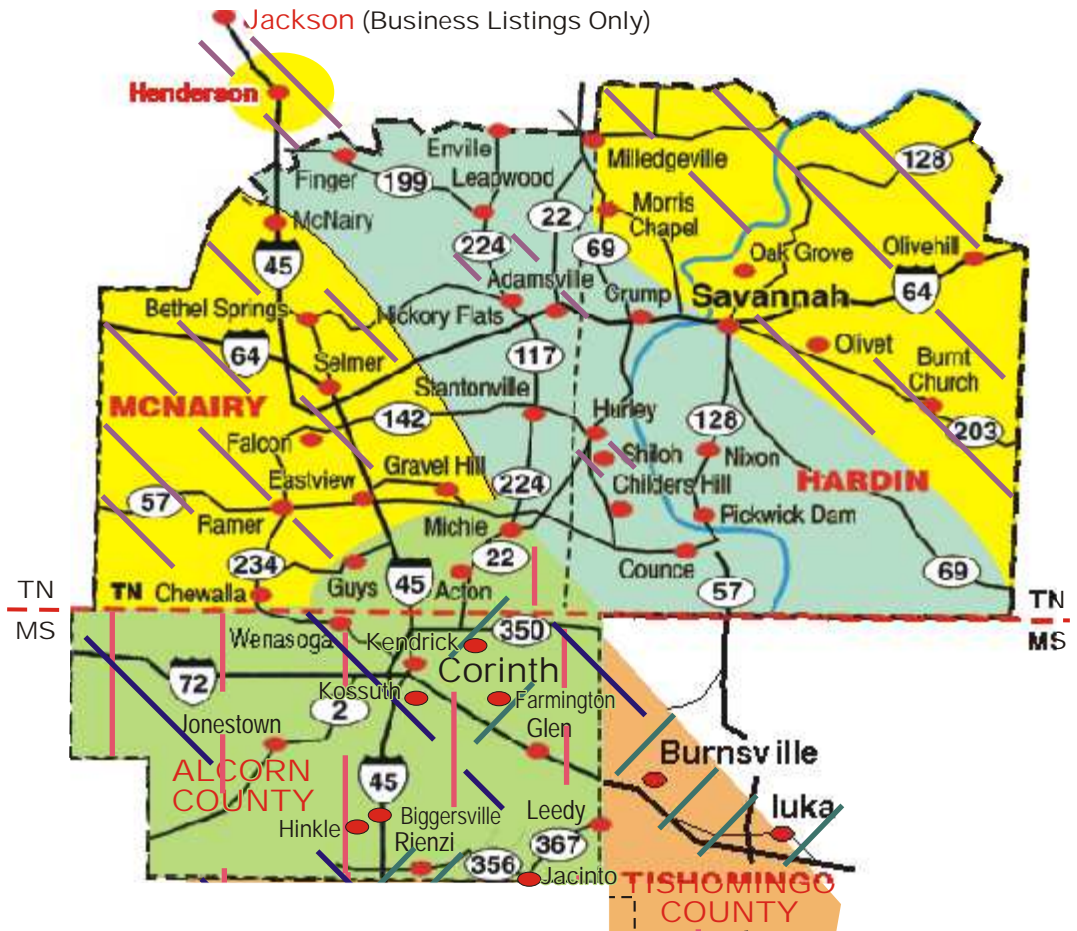 Jackson (Business Listings Only)
Henderson
Enville
Milledgeville
128
Finger
199
Leapwood
McNairy
22
Morris
Chapel
224
69
45
Oak Grove
Olivehill
Adamsville
Crump
Savannah
64
Bethel Springs
Hickory Flats
64
117
Olivet
Selmer
Burnt
Church
Stantonville
MCNAIRY
142
Hurley
128
203
Falcon
Shiloh
Nixon
Gravel Hill
Eastview
Childers Hill
HARDIN
57
224
Ramer
Michie
Pickwick Dam
22
234
Counce
69
TN
TN
Chewalla
Guys
45
Acton
57
TN
MS
MS
Wenasoga
Kendrick
350
Corinth
72
Kossuth
Farmington
2
Jonestown
Glen
Burnsville
ALCORN
COUNTY
45
Iuka
Hinkle
Biggersville
Leedy
Rienzi
367
356
Jacinto
TISHOMINGO
COUNTY